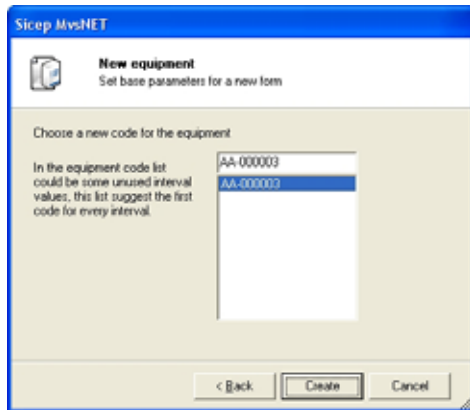 Sicep MvsNET
New equipment
Set base parameters for a new form
Choose a new code for the equipment
In the equipment code list
could be some unused interval
values, this list suggest the first
code for every interval.
AA-000003
AA-000003
< Back
Create
Cancel